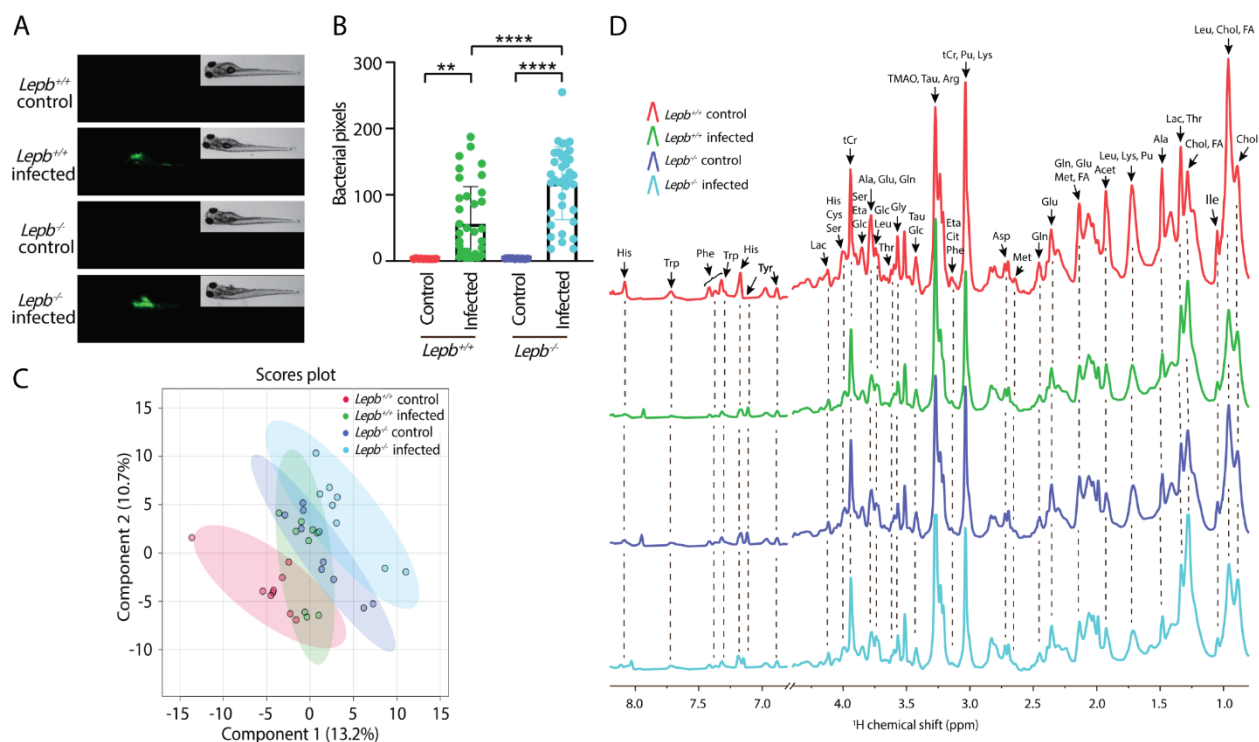 A
Lepb+/+
control
Lepb+/+
infected
Lepb-/-
control
Lepb-/-
infected
B
****
**
****
300
200
100
0
Bacterial pixels
Control
Infected
Control
Infected
Lepb+/+
Lepb-/-
C
Scores plot
Lepb+/+ control
Lepb+/+ infected
Lepb-/- control
Lepb-/- infected
15
10
5
0
-5
-10
Component 2 (10.7%)
-15
-10
-5
0
5
10
15
Component 1 (13.2%)
D
Lepb+/+ control
Lepb+/+ infected
Lepb-/- control
Lepb-/- infected
His
Trp
Phe
Trp
His
Tyr
Lac
His
Cys
Ser
tCr
Ser
Eta
Glc
Ala, Glu, Gln
Glc
Leu
Thr
Gly
Tau
Glc
TMAO, Tau, Arg
Eta
Cit
Phe
tCr, Pu, Lys
Asp
Met
Gln
Glu
Gln, Glu
Met, FA
Acet
Leu, Lys, Pu
Ala
Lac, Thr
Chol, FA
Ile
Leu, Chol, FA
Chol
8.0
7.5
7.0
4.0
3.5
3.0
2.5
2.0
1.5
1.0
1H chemical shift (ppm)